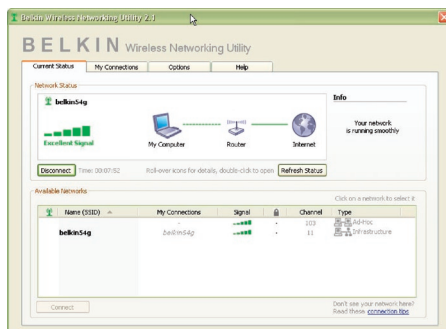 Belkin Wireless Networking Utility 2.1
BELKIN Wireless Networking Utility
Current Status My Connections Options Help
Network Status
belkin54g
Excellent Signal
My Computer Router Internet
Info
Your network
is running smoothly
Disconnect Time: 00:07:52 Roll-over icons for details, double-click to open Refresh Status
Available Networks
Click on a network to select it
Name (SSID) My Connections Signal Channel Type
- 103 Ad-Hoc
belkin54g belkin54g 11 Infrastructure
Connect
Don't see your network here?
Read these connection tips